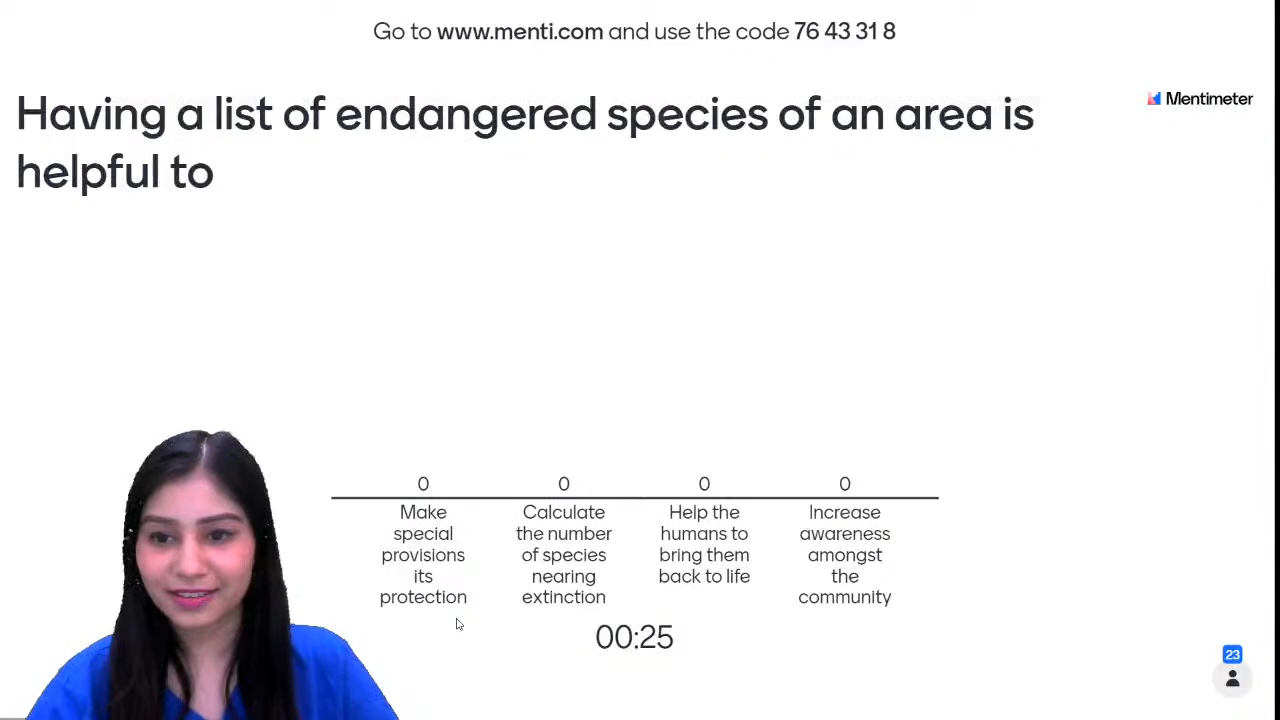 Go to www.menti.com and use the code 76 43 31 8
Mentimeter
Having a list of endangered species of an area is
helpful to
0
0
0
0
Make
special
provisions
its
protection
Calculate
the number
of species
nearing
extinction
Help the
humans to
bring them
back to life
Increase
awareness
amongst
the
community
00:25
23